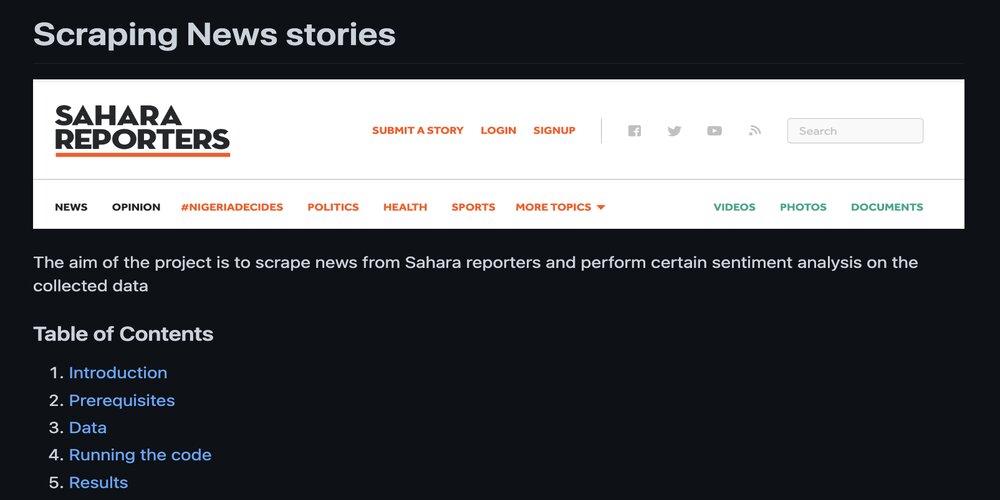 Scraping News stories
SAHARA
REPORTERS
SUBMIT A STORY LOGIN SIGNUP Search
NEWS OPINION #NIGERIADECIDES POLITICS HEALTH SPORTS MORE TOPICS VIDEOS PHOTOS DOCUMENTS
The aim of the project is to scrape news from Sahara reporters and perform certain sentiment analysis on the
collected data
Table of Contents
1. Introduction
2. Prerequisites
3. Data
4. Running the code
5. Results